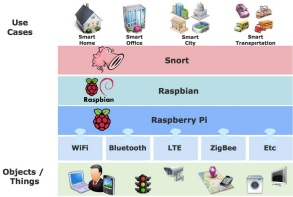 Use
Cases
Smart
Home
Smart
Office
Smart
City
Smart
Transportation
Snort
Raspbian
Raspbian
Raspberry Pi
WiFi
Bluetooth
LTE
ZigBee
Etc
Objects /
Things